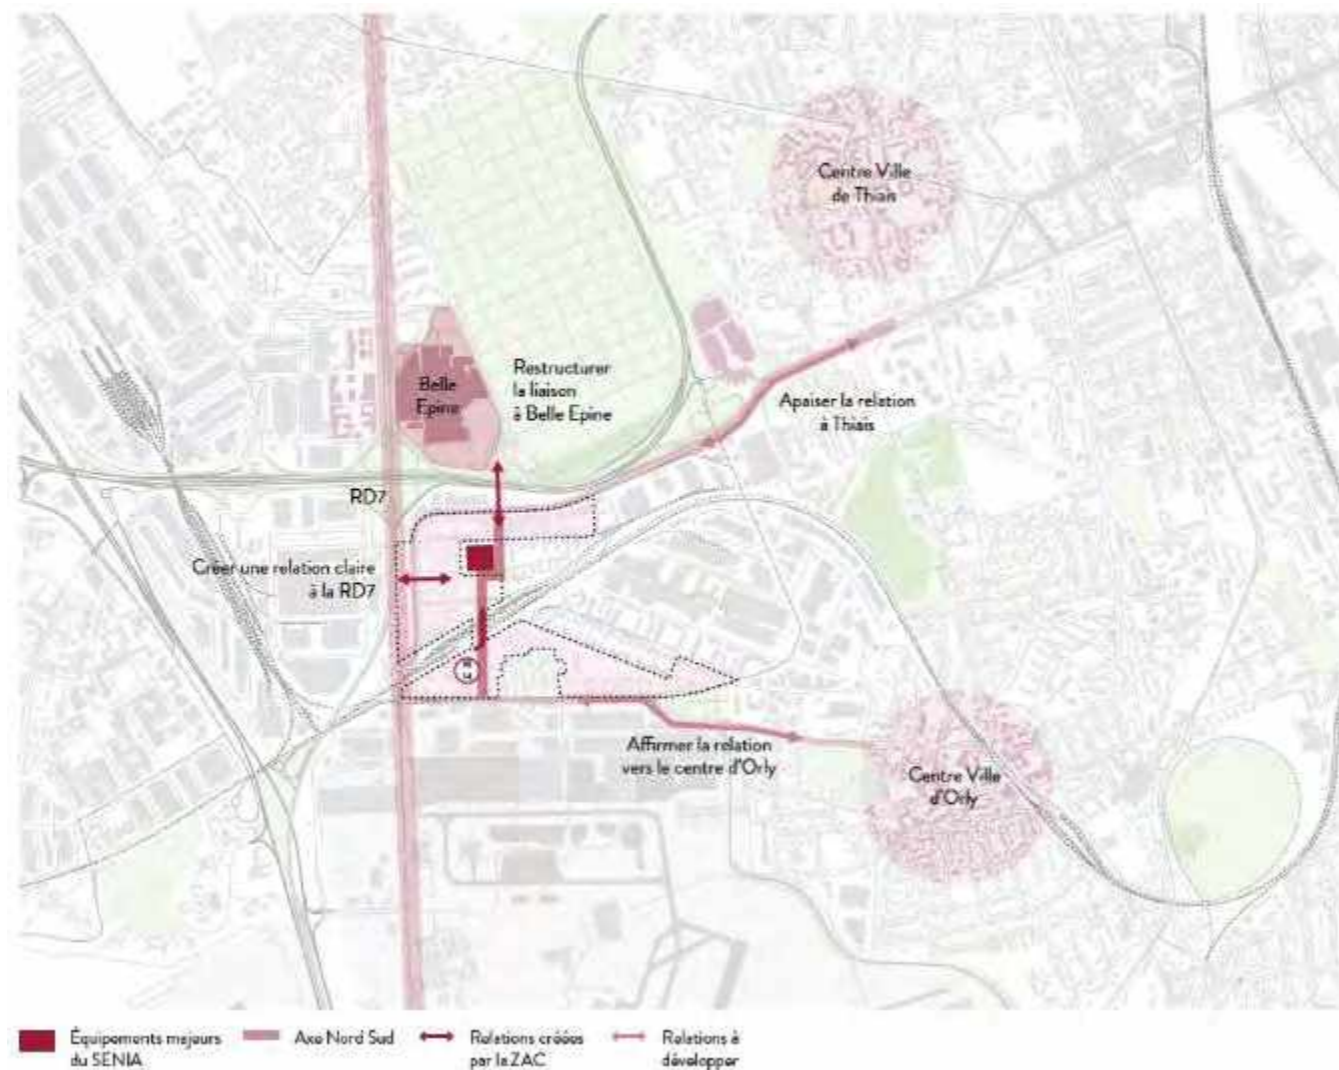 Centre Ville
de Thiais
Restructurer
la liaison
à Belle Epine
Belle
Epine
Apaiser la relation
à Thiais
RD7
Créer une relation claire
à la RD7
14
Affirmer la relation
vers le centre d'Orly
Centre Ville
d'Orly
Équipements majeurs
du SENIA
Axe Nord Sud
Relations créées
par la ZAC
Relations à
développer